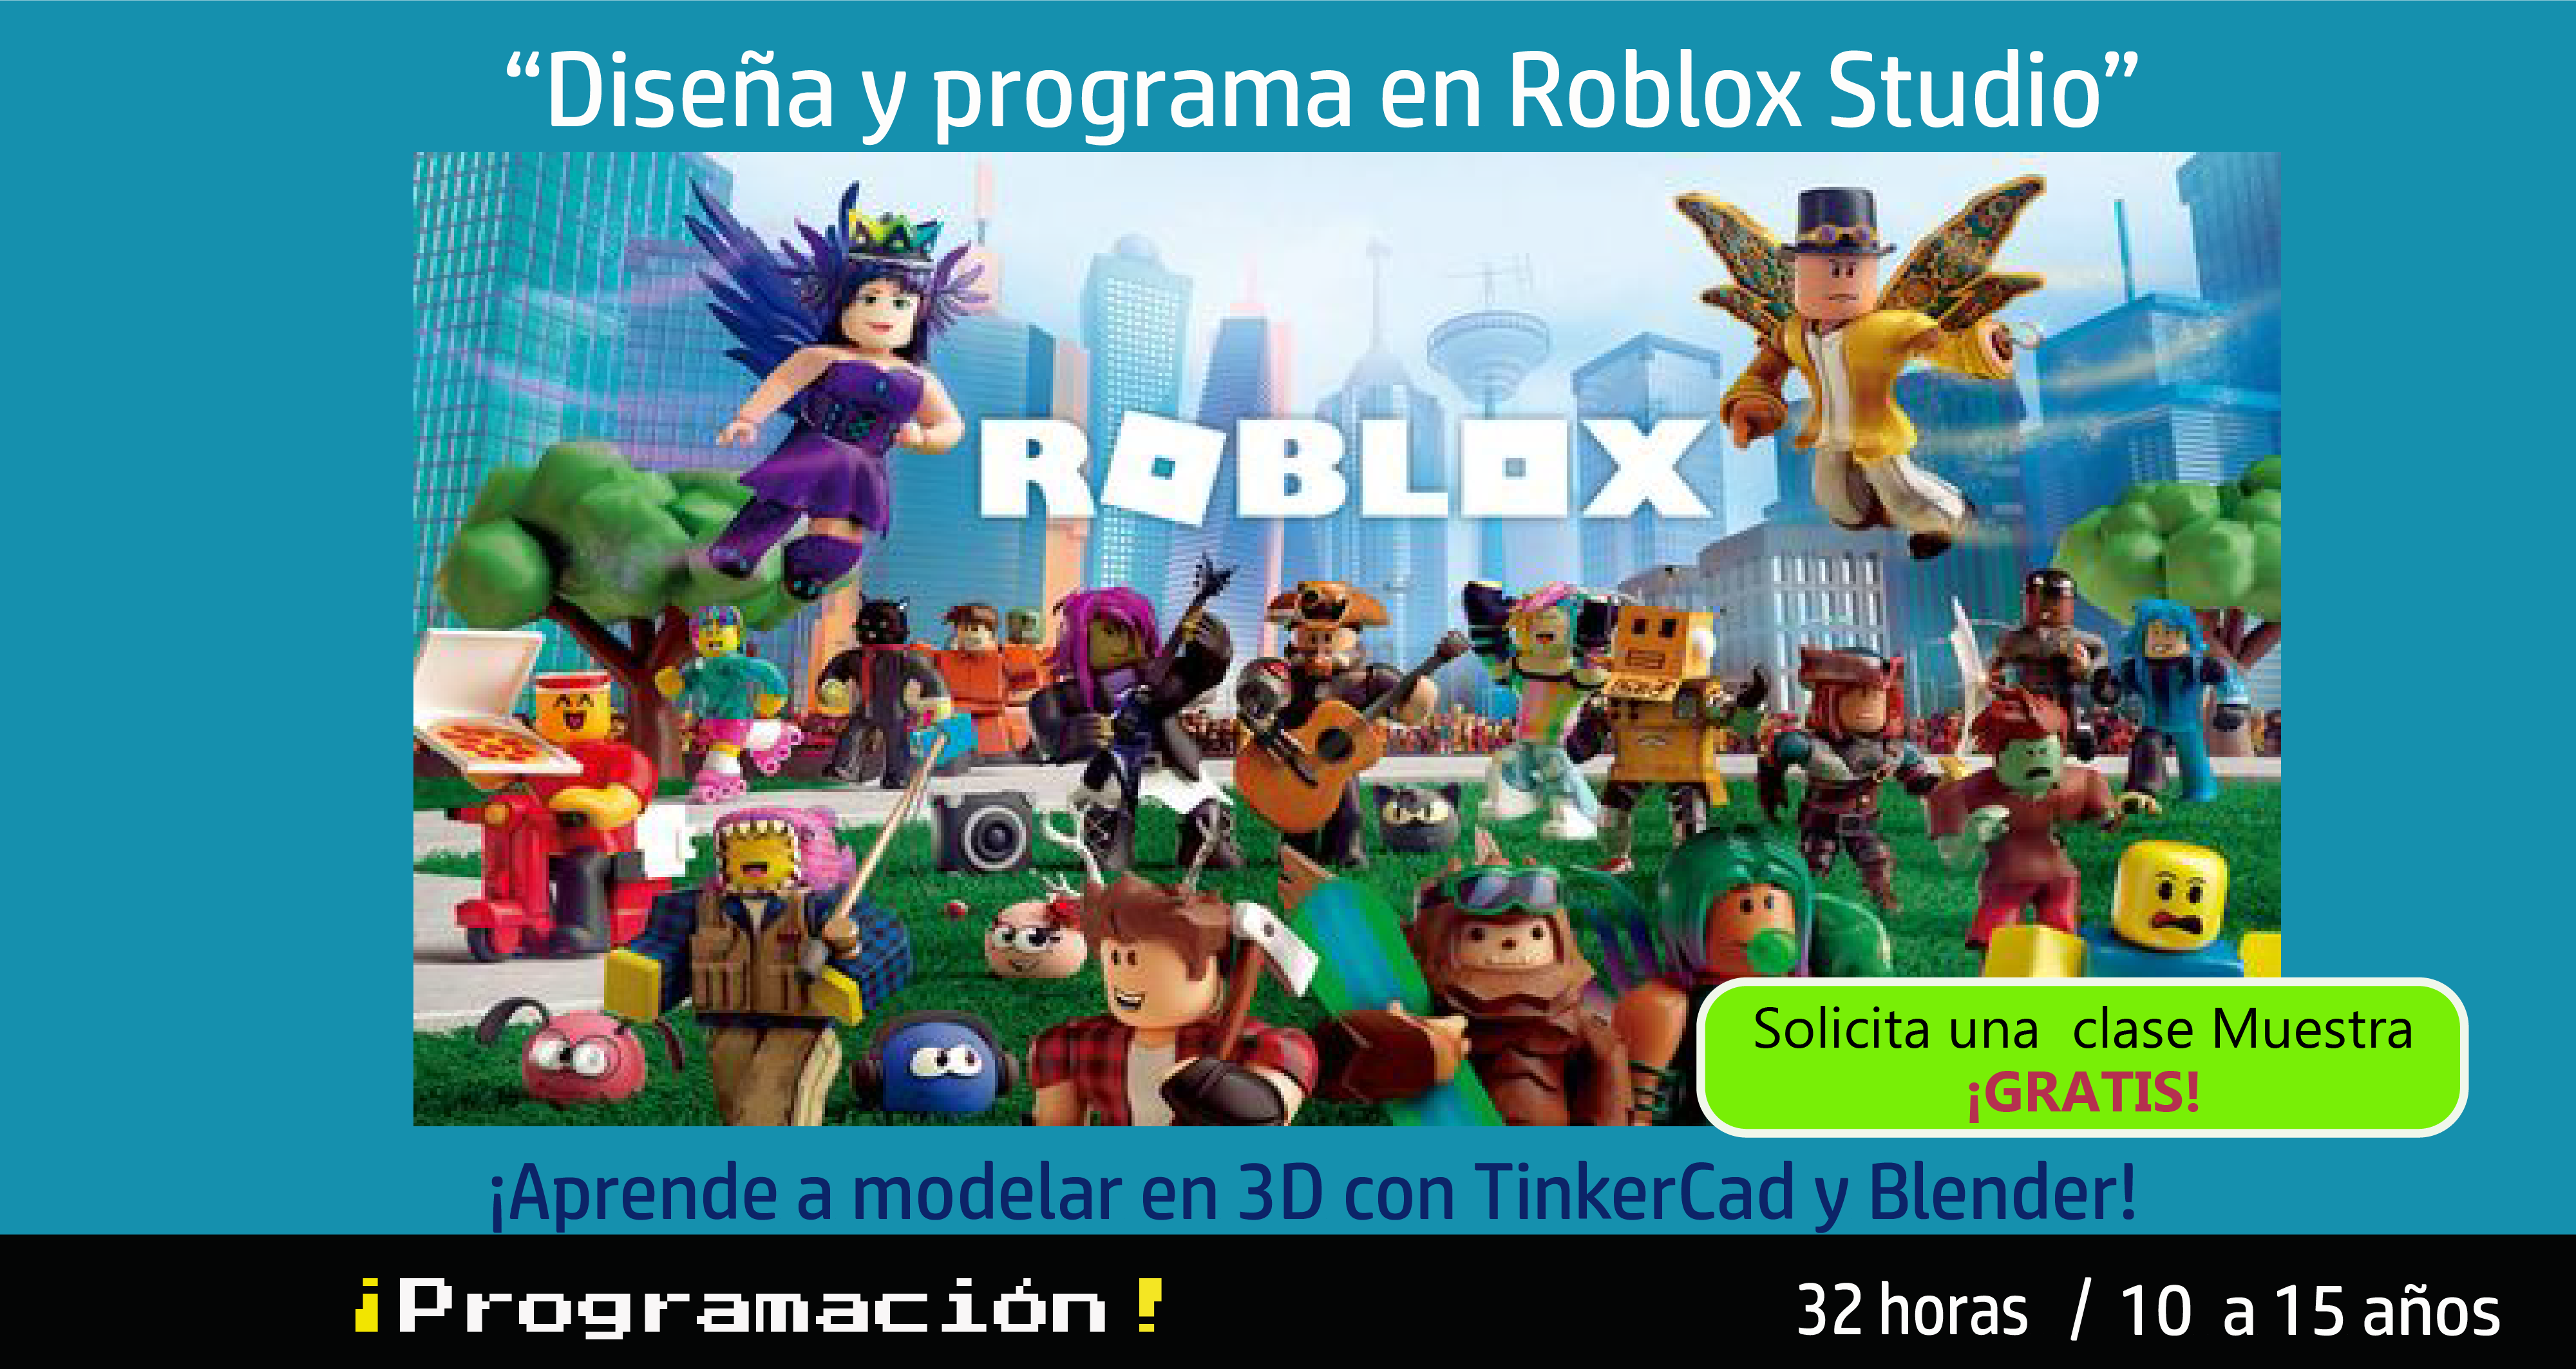 “Diseña y programa en Roblox Studio”
ROBLOX
Solicita una clase Muestra
¡GRATIS!
¡Aprende a modelar en 3D con TinkerCad y Blender!
¡Programación!
32 horas / 10 a 15 años